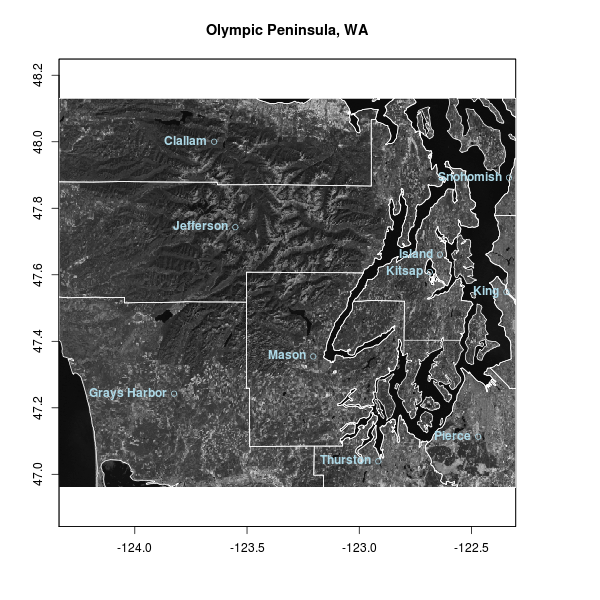 Olympic Peninsula, WA
48.2
48.0
47.8
47.6
47.4
47.2
47.0
Clallam
Snohomish
Jefferson
Island
Kitsap
King
Mason
Grays Harbor
Pierce
Thurston
-124.0 -123.5 -123.0 -122.5